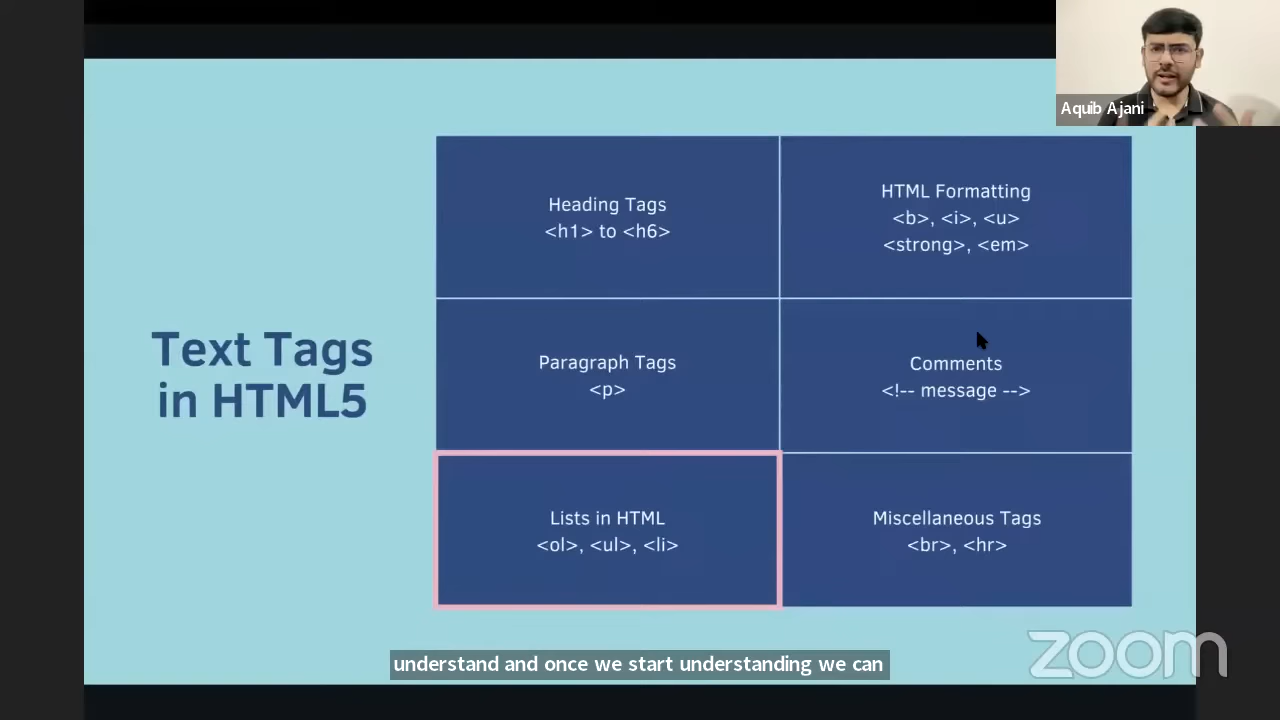 Aquib Ajani
Text Tags
in HTML5
Heading Tags
<h1> to <h6>
HTML Formatting
<b>, <i>, <u>
<strong>, <em>
Paragraph Tags
<p>
Comments
<!-- message -->
Lists in HTML
<ol>, <ul>, <li>
Miscellaneous Tags
<br>, <hr>
understand and once we start understanding we can
zoom